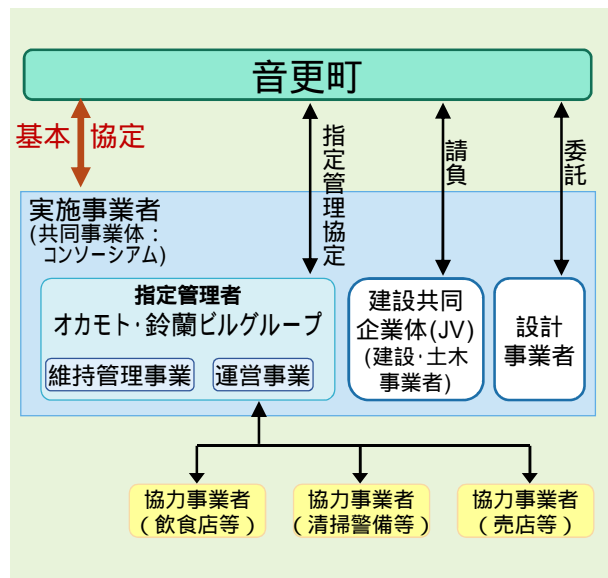 音更町
基本
協定
指定管理協定
請負
委託
実施事業者
(共同事業体：
コンソーシアム)
指定管理者
オカモト･鈴蘭ビルグループ
維持管理事業
運営事業
建設共同
企業体(JV)
(建設･土木
事業者)
設計
事業者
協力事業者
（飲食店等）
協力事業者
（清掃警備等）
協力事業者
（売店等）